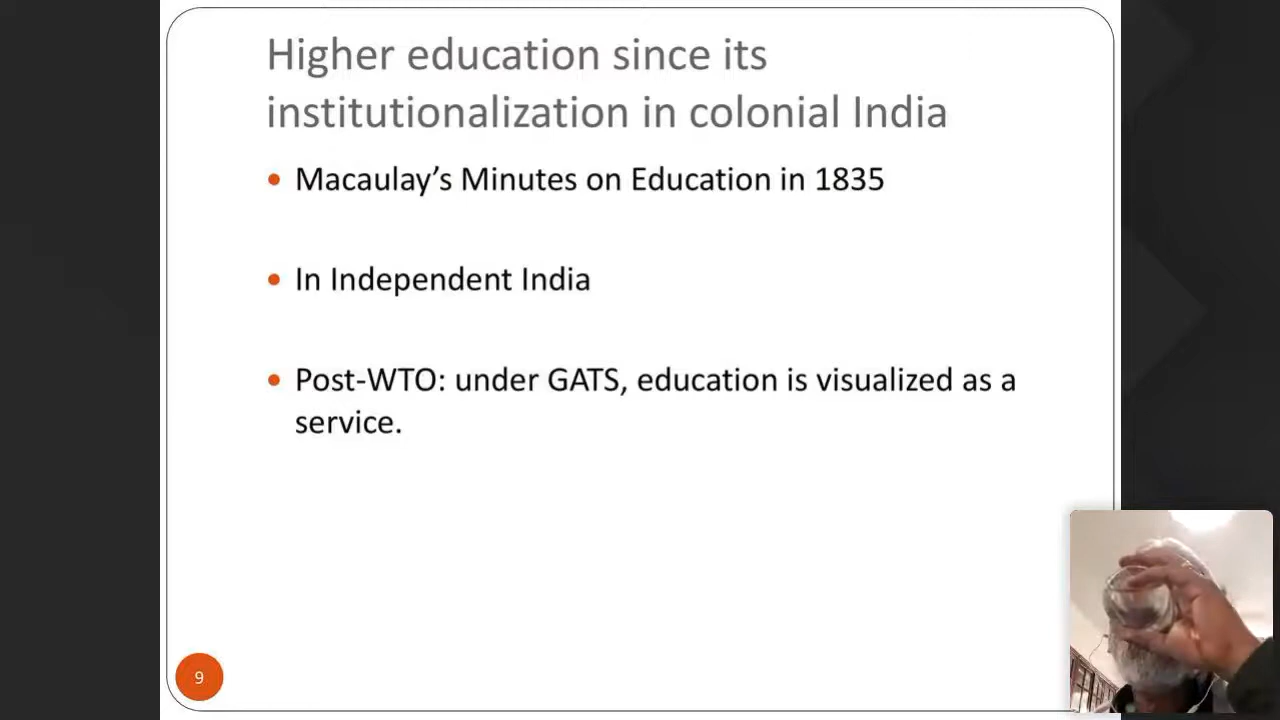 Higher education since its
institutionalization in colonial India
• Macaulay’s Minutes on Education in 1835
• In Independent India
• Post-WTO: under GATS, education is visualized as a
service.
9